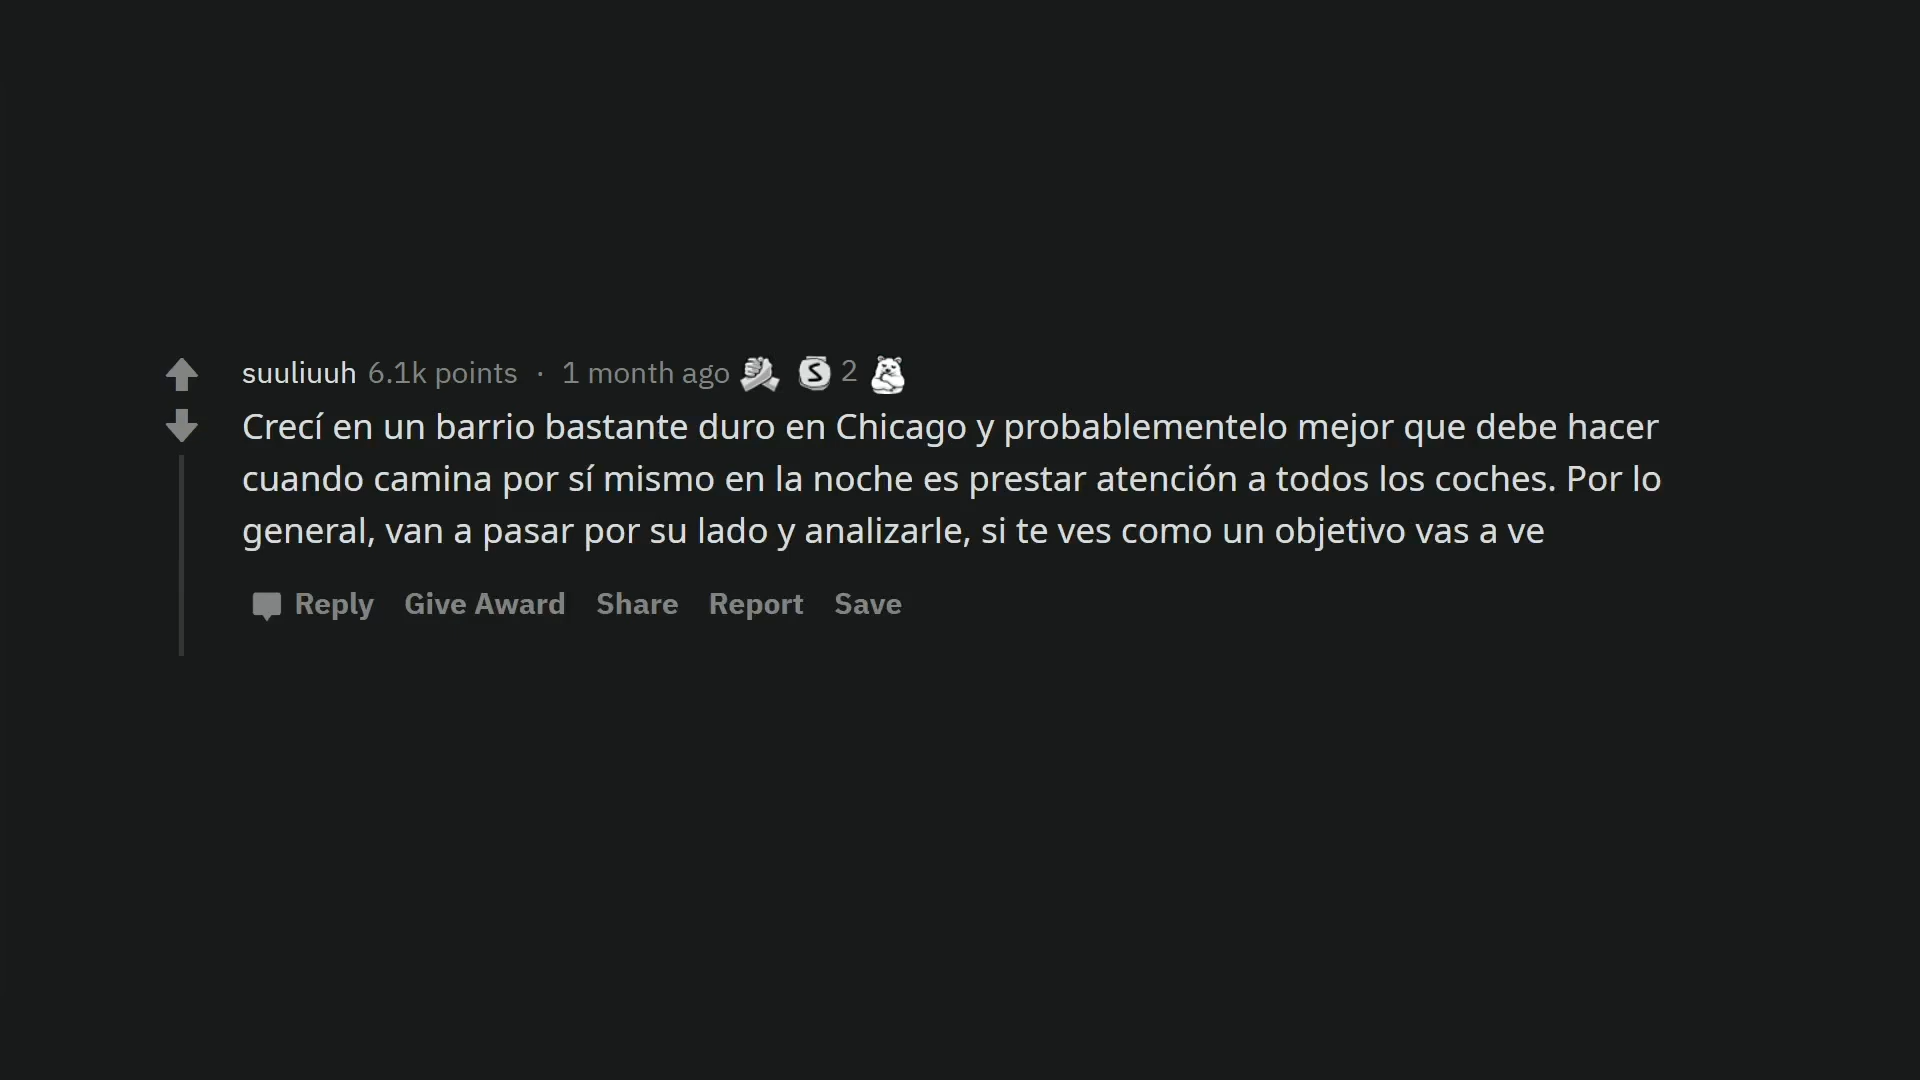 suuliuuh 6.1k points · 1 month ago S 2
Crecí en un barrio bastante duro en Chicago y probablementelo mejor que debe hacer
cuando camina por sí mismo en la noche es prestar atención a todos los coches. Por lo
general, van a pasar por su lado y analizarle, si te ves como un objetivo vas a ve
Reply Give Award Share Report Save